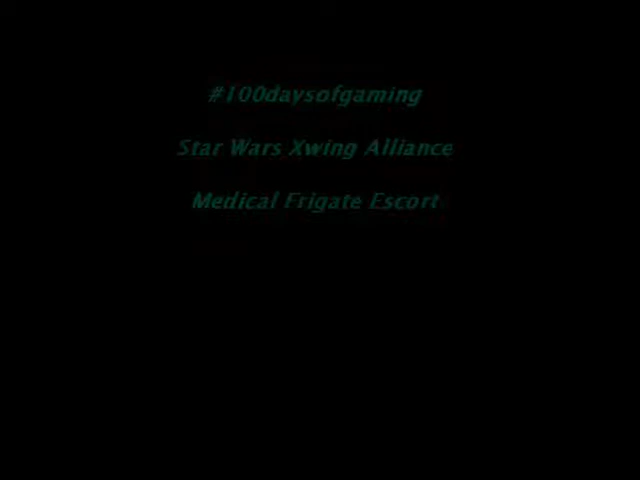 #100daysofgaming
Star Wars Xwing Alliance
Medical Frigate Escort